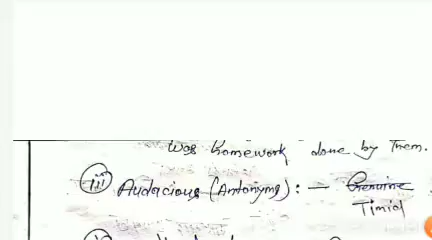 was homework done by Them.
(iii) Audacious (Antonyms) : — Genuine
Timid